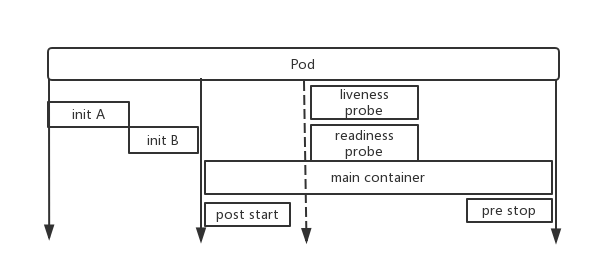 Pod
liveness
probe
init A
readiness
probe
init B
main container
post start
pre stop